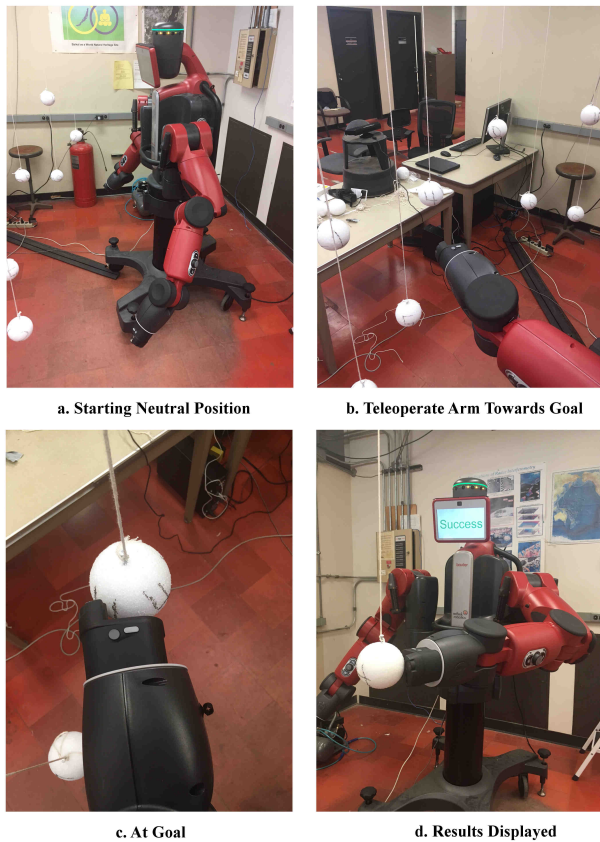 a. Starting Neutral Position
b. Teleoperate Arm Towards Goal
c. At Goal
Success
d. Results Displayed